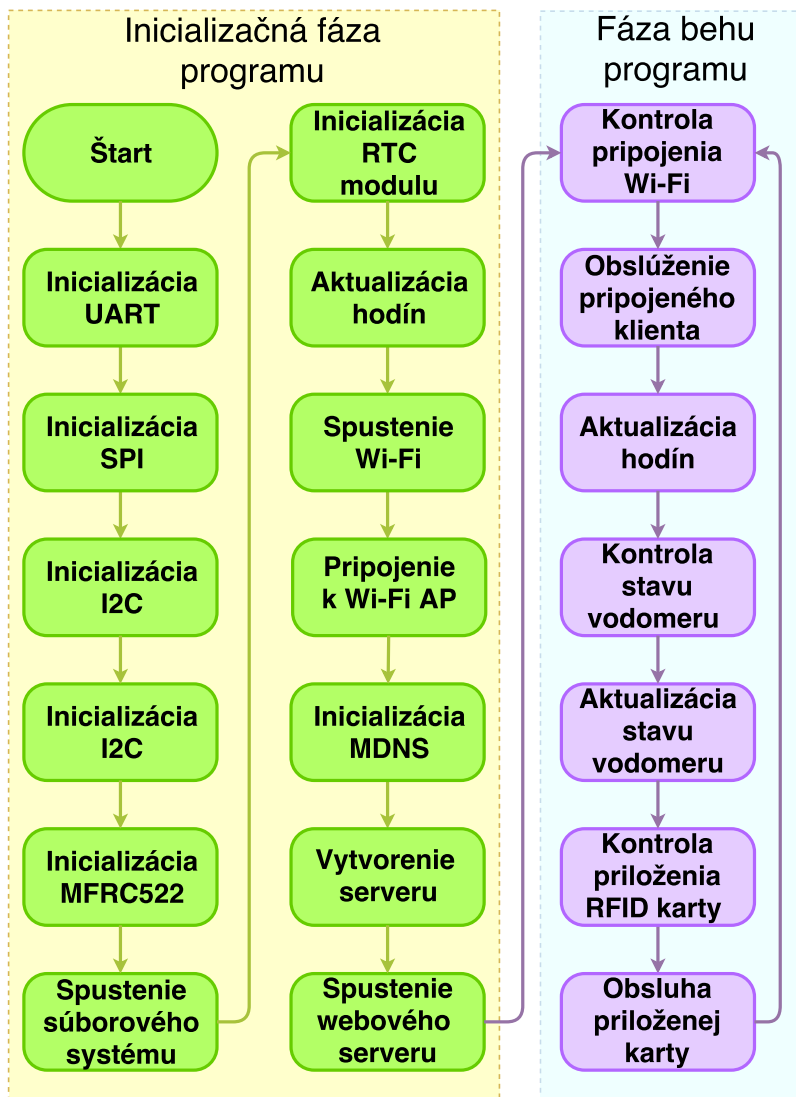 Inicializačná fáza
programu
Štart
Inicializácia
UART
Inicializácia
SPI
Inicializácia
I2C
Inicializácia
I2C
Inicializácia
MFRC522
Spustenie
súborového
systému
Inicializácia
RTC
modulu
Aktualizácia
hodín
Spustenie
Wi-Fi
Pripojenie
k Wi-Fi AP
Inicializácia
MDNS
Vytvorenie
serveru
Spustenie
webového
serveru
Fáza behu
programu
Kontrola
pripojenia
Wi-Fi
Obslúženie
pripojeného
klienta
Aktualizácia
hodín
Kontrola
stavu
vodomeru
Aktualizácia
stavu
vodomeru
Kontrola
priloženia
RFID karty
Obsluha
priloženej
karty